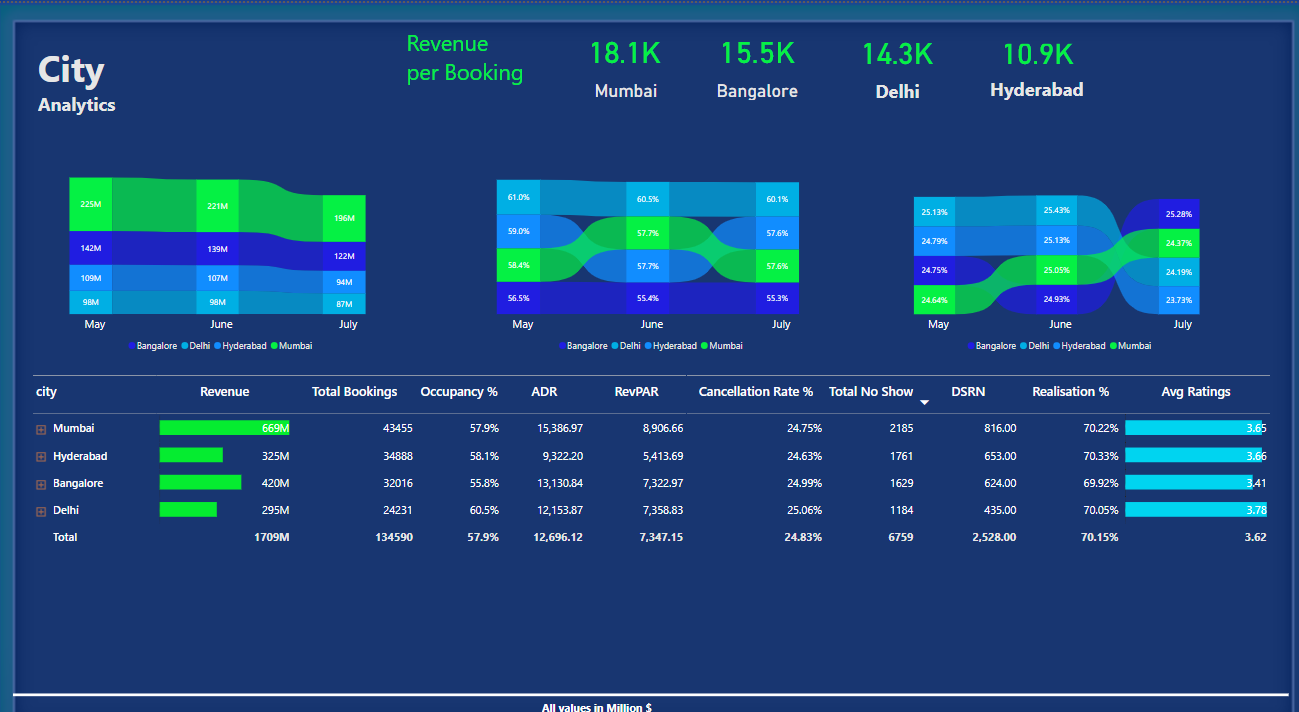 City
Analytics
Revenue
per Booking
18.1K
Mumbai
15.5K
Bangalore
14.3K
Delhi
10.9K
Hyderabad
225M 221M 196M
142M 139M 122M
109M 107M 94M
98M 98M 87M
May June July
Bangalore Delhi Hyderabad Mumbai
61.0% 60.5% 60.1%
59.0% 57.7% 57.6%
58.4% 57.7% 57.6%
56.5% 55.4% 55.3%
May June July
Bangalore Delhi Hyderabad Mumbai
25.13% 25.43% 25.28%
24.79% 25.13% 24.37%
24.75% 25.05% 24.19%
24.64% 24.93% 23.73%
May June July
Bangalore Delhi Hyderabad Mumbai
city Revenue Total Bookings Occupancy % ADR RevPAR Cancellation Rate % Total No Show DSRN Realisation % Avg Ratings
Mumbai 669M 43455 57.9% 15,386.97 8,906.66 24.75% 2185 816.00 70.22% 3.65
Hyderabad 325M 34888 58.1% 9,322.20 5,413.69 24.63% 1761 653.00 70.33% 3.66
Bangalore 420M 32016 55.8% 13,130.84 7,322.97 24.99% 1629 624.00 69.92% 3.41
Delhi 295M 24231 60.5% 12,153.87 7,358.83 25.06% 1184 435.00 70.05% 3.78
Total 1709M 134590 57.9% 12,696.12 7,347.15 24.83% 6759 2,528.00 70.15% 3.62
All values in Million $